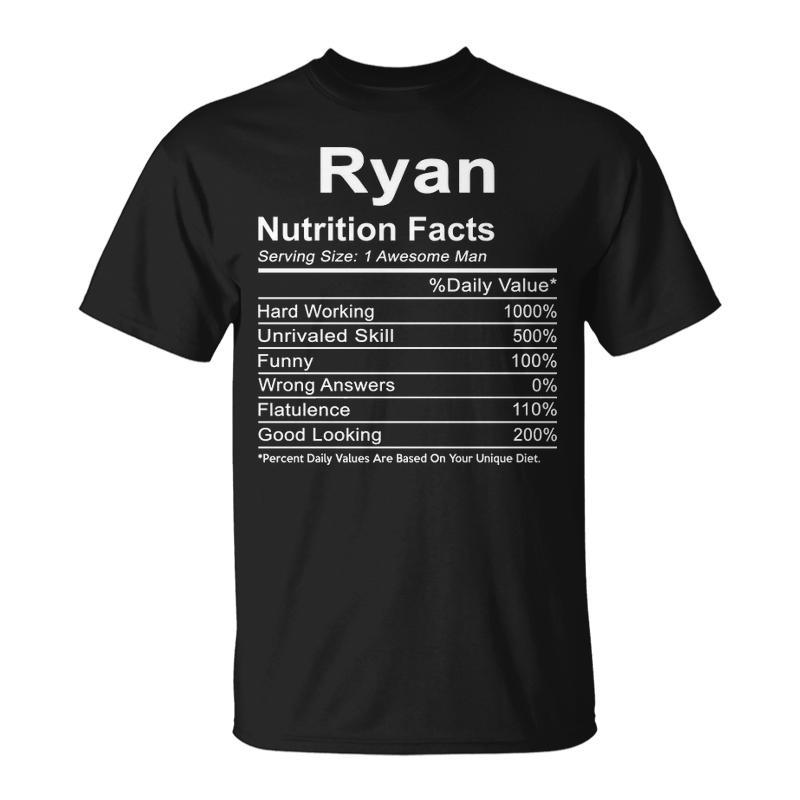 Ryan
Nutrition Facts
Serving Size: 1 Awesome Man
%Daily Value*
Hard Working 1000%
Unrivaled Skill 500%
Funny 100%
Wrong Answers 0%
Flatulence 110%
Good Looking 200%
*Percent Daily Values Are Based On Your Unique Diet.